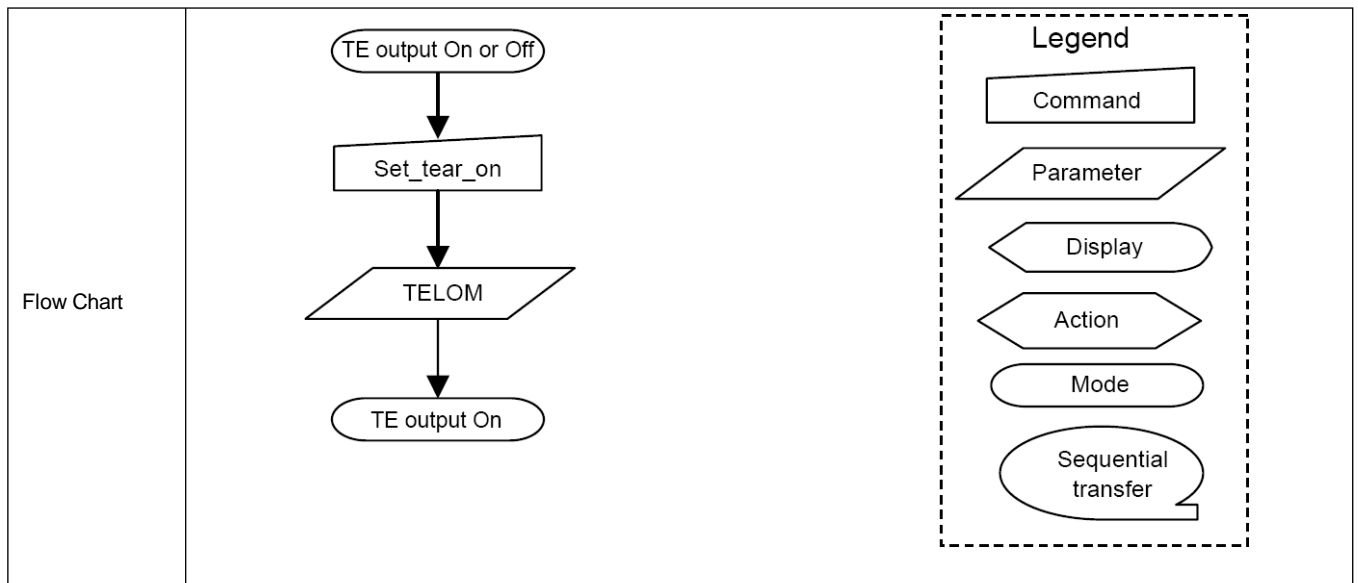 Flow Chart
TE output On or Off
Set_tear_on
TELOM
TE output On
Legend
Command
Parameter
Display
Action
Mode
Sequential
transfer